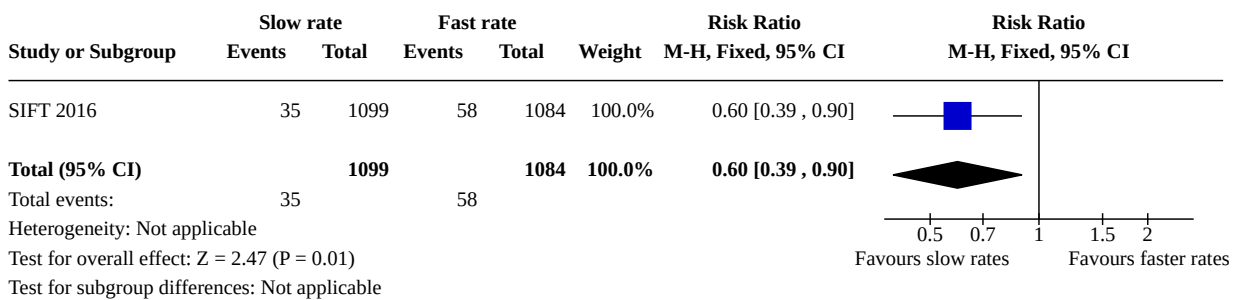 Slow rate Fast rate Risk Ratio Risk Ratio
Study or Subgroup Events Total Events Total Weight M-H, Fixed, 95% CI M-H, Fixed, 95% CI
SIFT 2016 35 1099 58 1084 100.0% 0.60 [0.39 , 0.90]
Total (95% CI) 1099 1084 100.0% 0.60 [0.39 , 0.90]
Total events: 35 58
Heterogeneity: Not applicable
0.5 0.7 1 1.5 2
Test for overall effect: Z = 2.47 (P = 0.01) Favours slow rates Favours faster rates
Test for subgroup differences: Not applicable